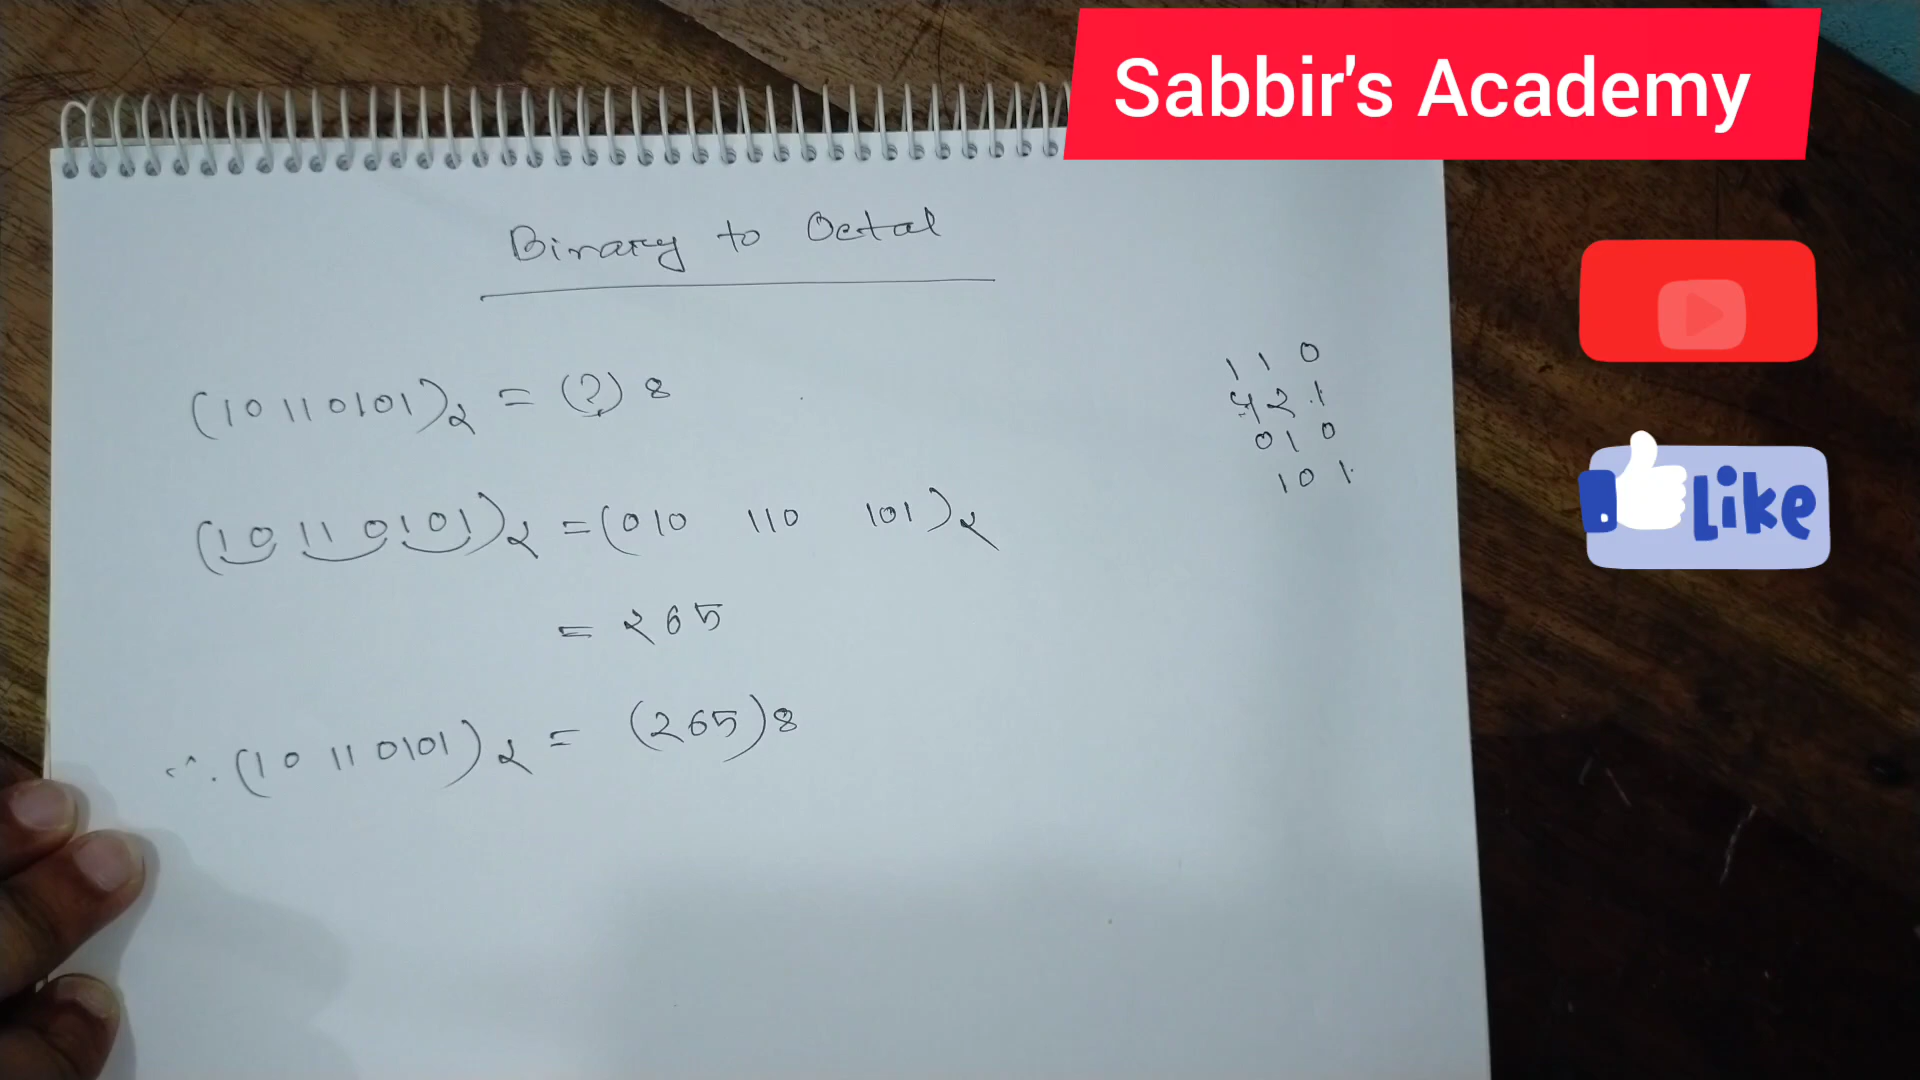 Sabbir's Academy
Binary to Octal
(10110101)2 = (?)8
(10110101)2 = (010 110 101)2
= 265
∴ (10110101)2 = (265)8
1 1 0
4 2 1
0 1 0
1 0 1
Like